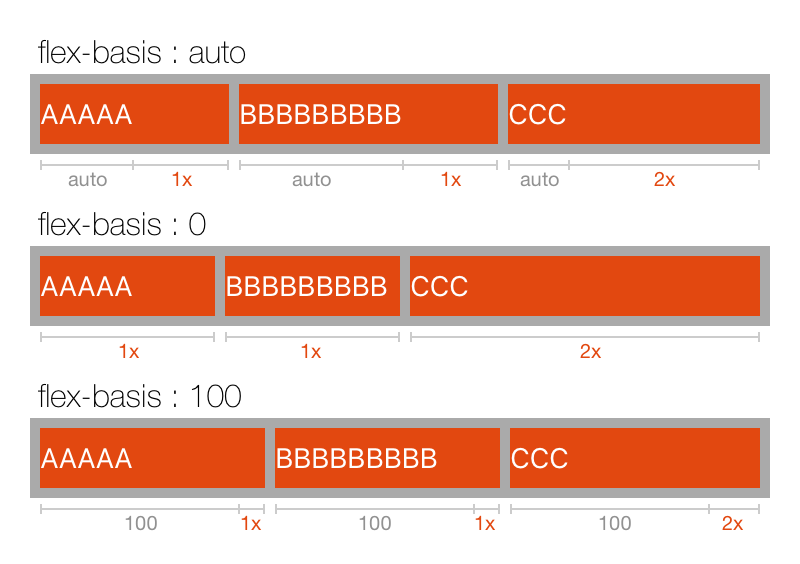 flex-basis : auto
AAAAA BBBBBBBBB CCC
auto 1x auto 1x auto 2x
flex-basis : 0
AAAAA BBBBBBBBB CCC
1x 1x 2x
flex-basis : 100
AAAAA BBBBBBBBB CCC
100 1x 100 1x 100 2x